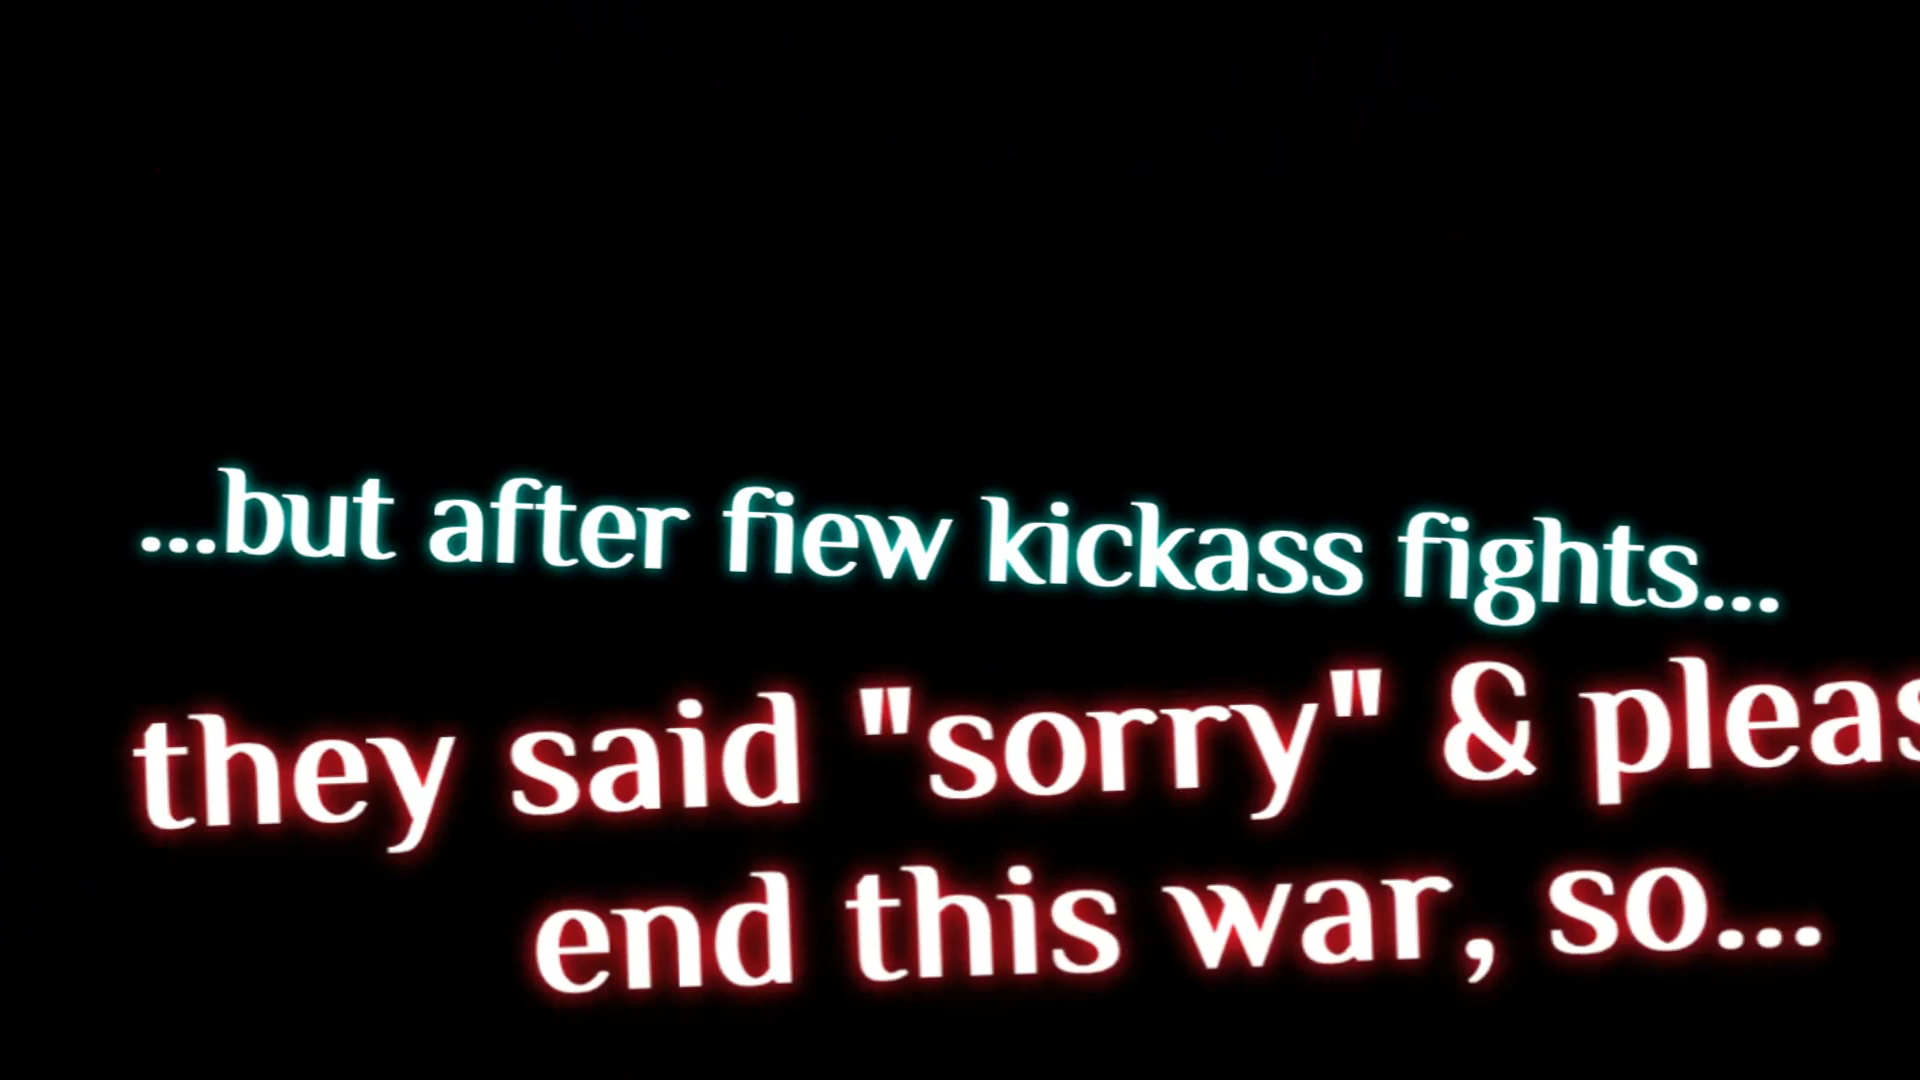 ...but after fiew kickass fights...
they said "sorry" & pleas
end this war, so...